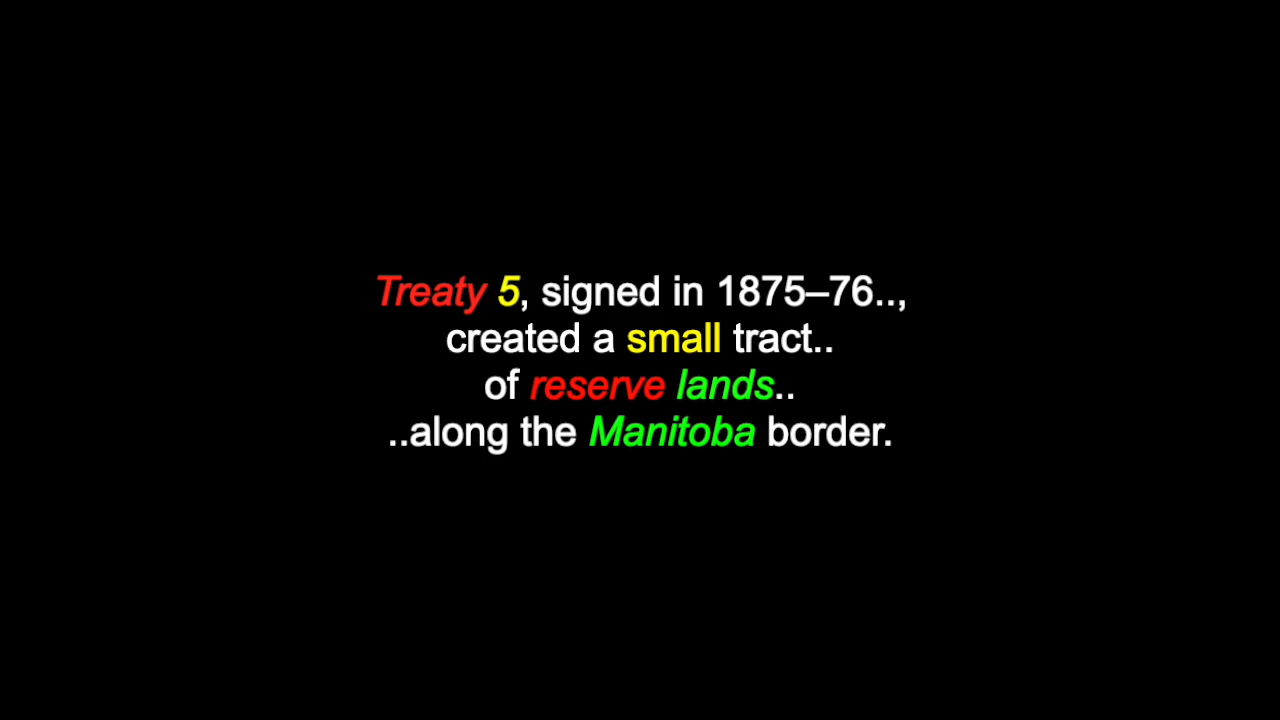 Treaty 5, signed in 1875–76..,
created a small tract..
of reserve lands..
..along the Manitoba border.